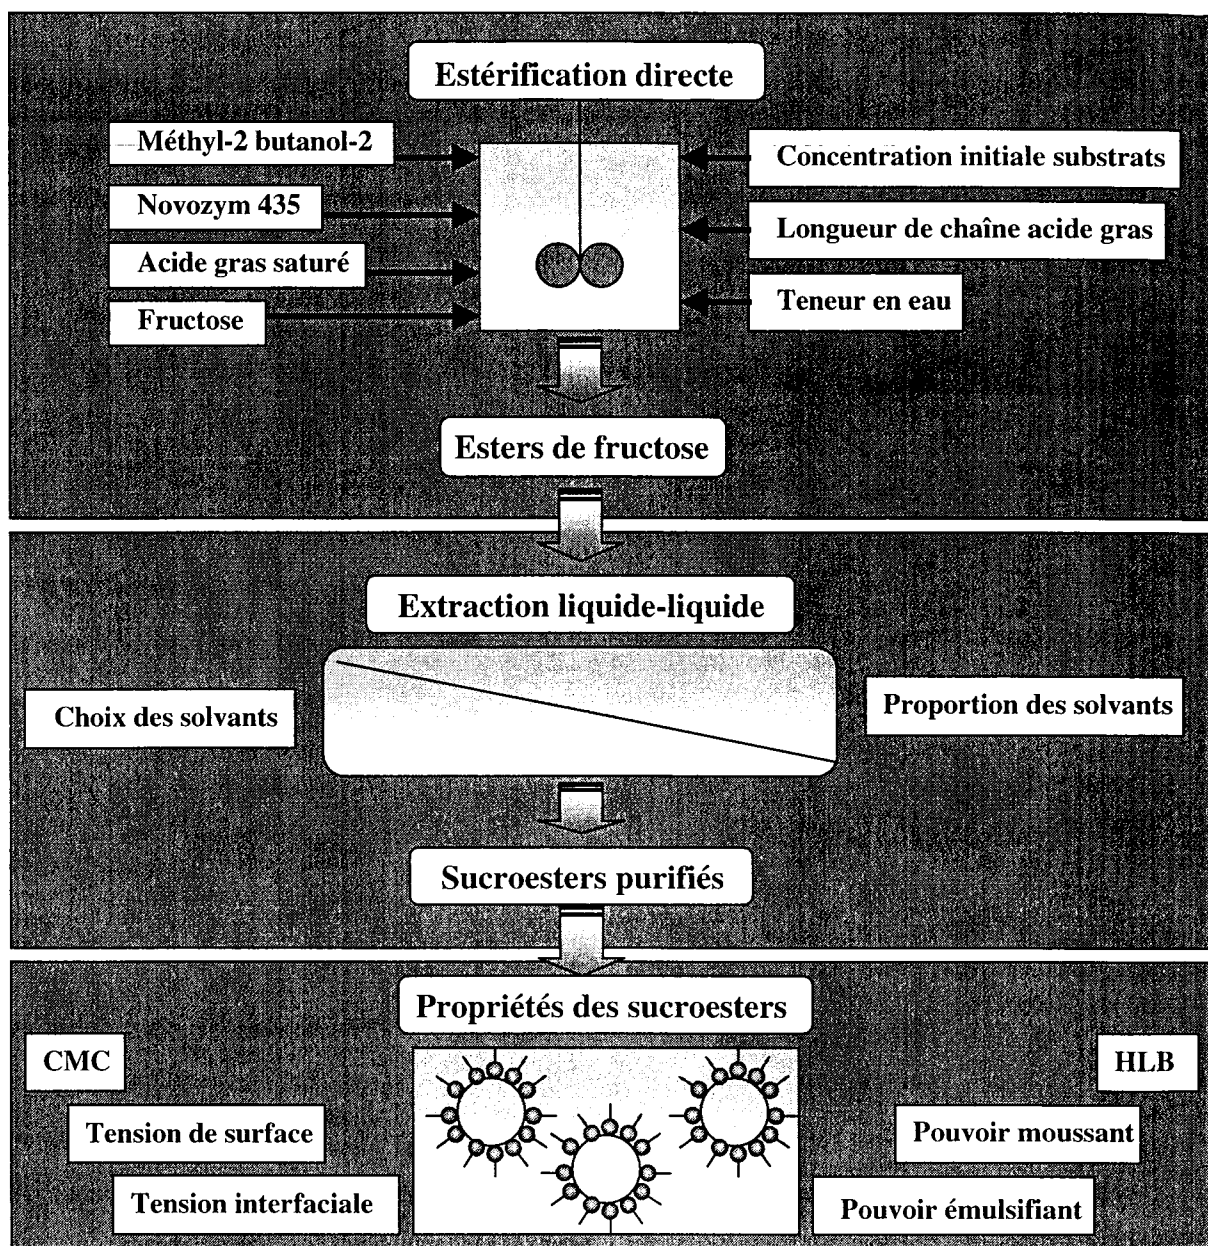 Estérification directe
Méthyl-2 butanol-2
Novozym 435
Acide gras saturé
Fructose
Concentration initiale substrats
Longueur de chaîne acide gras
Teneur en eau
Esters de fructose
Extraction liquide-liquide
Choix des solvants
Proportion des solvants
Sucroesters purifiés
Propriétés des sucroesters
CMC
HLB
Tension de surface
Pouvoir moussant
Tension interfaciale
Pouvoir émulsifiant